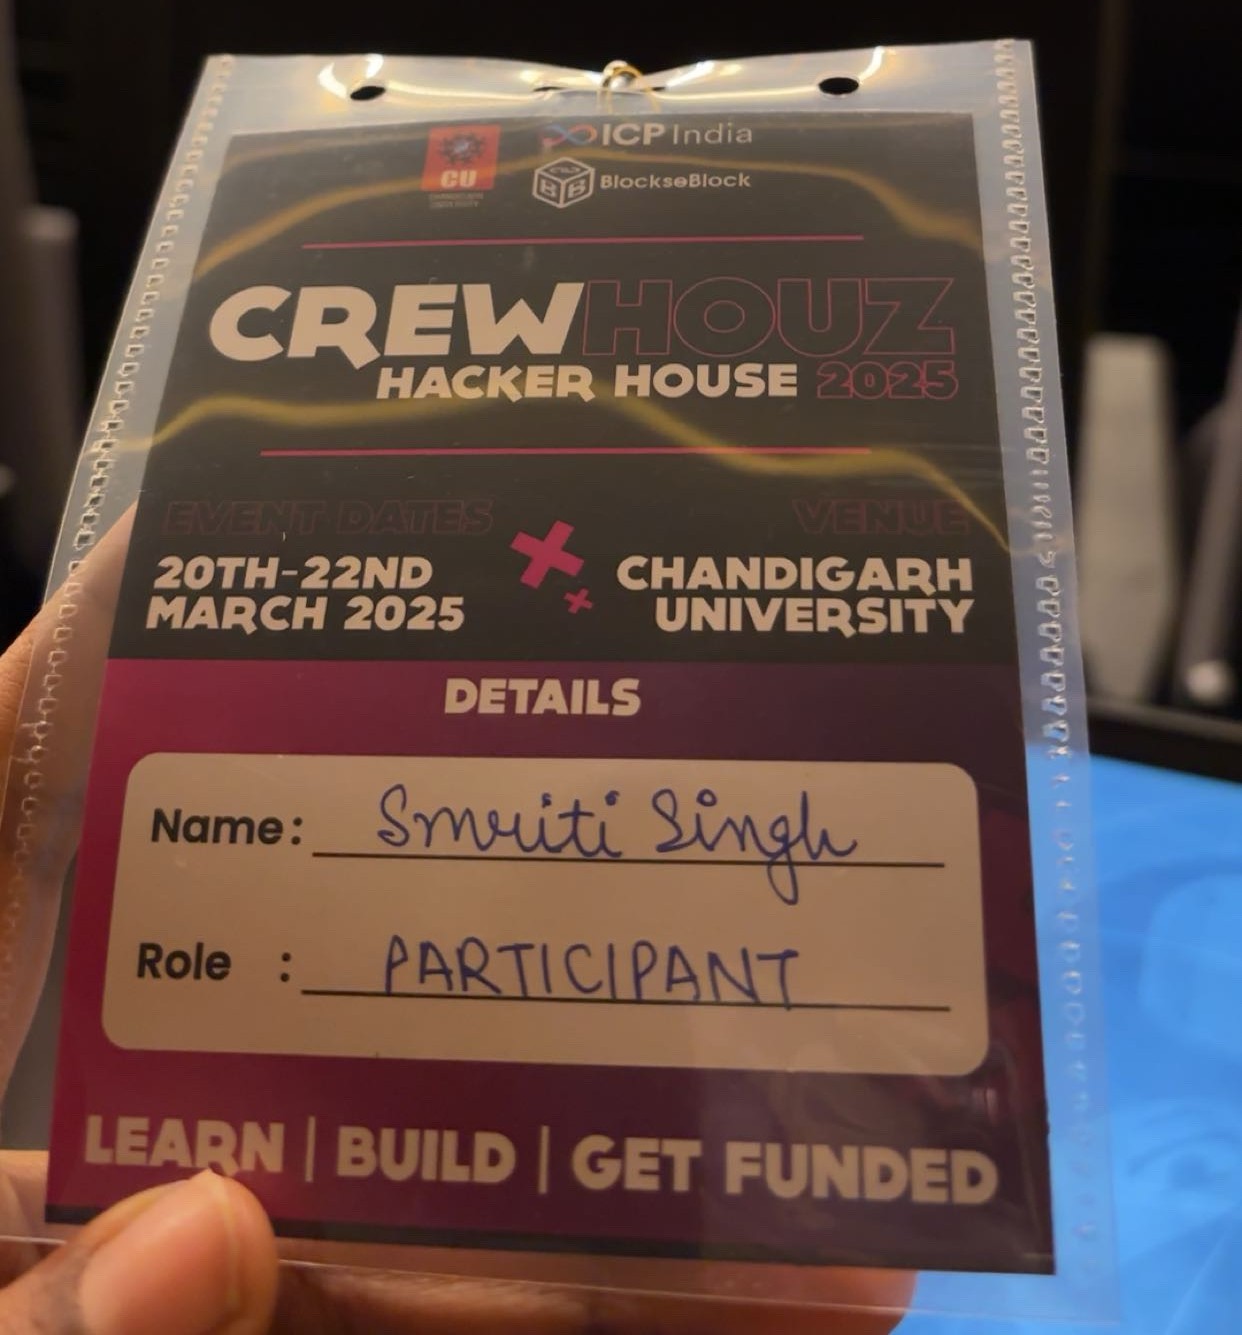 CU
CHANDIGARH
UNIVERSITY
ICP India
BlockseBlock
CREWHOUZ
HACKER HOUSE 2025
EVENT DATES
20TH-22ND
MARCH 2025
VENUE
CHANDIGARH
UNIVERSITY
DETAILS
Name: Smriti Singh
Role : PARTICIPANT
LEARN | BUILD | GET FUNDED